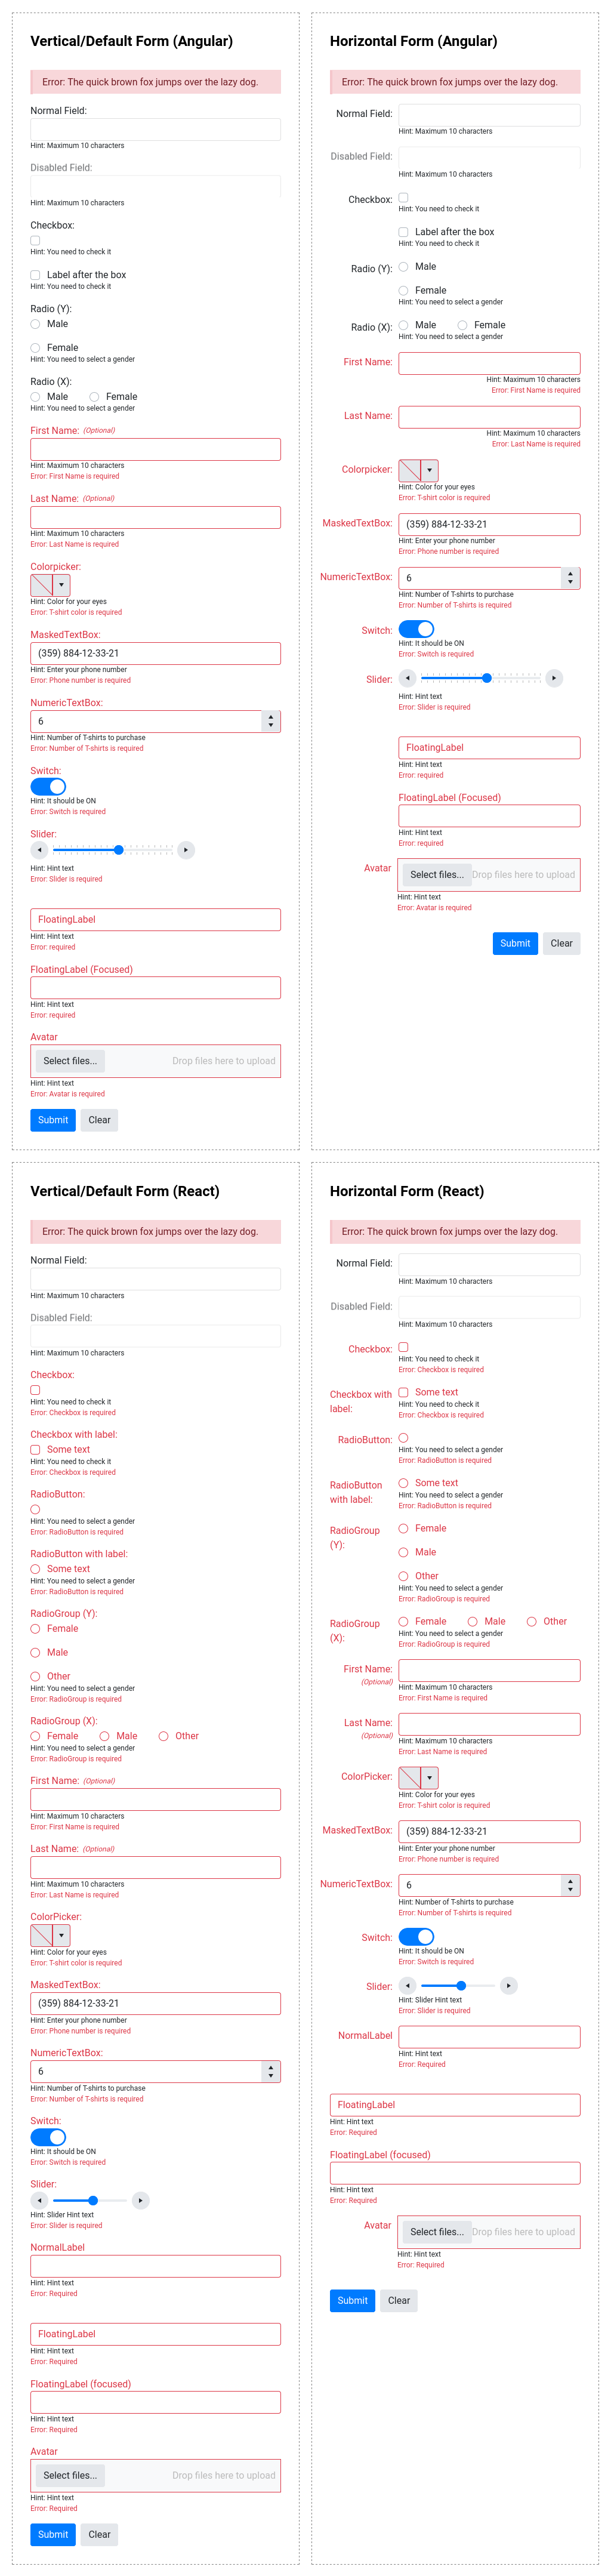 Vertical/Default Form (Angular)
Error: The quick brown fox jumps over the lazy dog.
Normal Field:
Hint: Maximum 10 characters
Disabled Field:
Hint: Maximum 10 characters
Checkbox:
Hint: You need to check it
Label after the box
Hint: You need to check it
Radio (Y):
Male
Female
Hint: You need to select a gender
Radio (X):
Male Female
Hint: You need to select a gender
First Name: (Optional)
Hint: Maximum 10 characters
Error: First Name is required
Last Name: (Optional)
Hint: Maximum 10 characters
Error: Last Name is required
Colorpicker:
Hint: Color for your eyes
Error: T-shirt color is required
MaskedTextBox:
(359) 884-12-33-21
Hint: Enter your phone number
Error: Phone number is required
NumericTextBox:
6
Hint: Number of T-shirts to purchase
Error: Number of T-shirts is required
Switch:
Hint: It should be ON
Error: Switch is required
Slider:
Hint: Hint text
Error: Slider is required
FloatingLabel
Hint: Hint text
Error: required
FloatingLabel (Focused)
Hint: Hint text
Error: required
Avatar
Select files... Drop files here to upload
Hint: Hint text
Error: Avatar is required
Submit Clear
Horizontal Form (Angular)
Error: The quick brown fox jumps over the lazy dog.
Normal Field:
Hint: Maximum 10 characters
Disabled Field:
Hint: Maximum 10 characters
Checkbox:
Hint: You need to check it
Label after the box
Hint: You need to check it
Radio (Y): Male
Female
Hint: You need to select a gender
Radio (X): Male Female
Hint: You need to select a gender
First Name:
Hint: Maximum 10 characters
Error: First Name is required
Last Name:
Hint: Maximum 10 characters
Error: Last Name is required
Colorpicker:
Hint: Color for your eyes
Error: T-shirt color is required
MaskedTextBox: (359) 884-12-33-21
Hint: Enter your phone number
Error: Phone number is required
NumericTextBox: 6
Hint: Number of T-shirts to purchase
Error: Number of T-shirts is required
Switch:
Hint: It should be ON
Error: Switch is required
Slider:
Hint: Hint text
Error: Slider is required
FloatingLabel
Hint: Hint text
Error: required
FloatingLabel (Focused)
Hint: Hint text
Error: required
Avatar Select files... Drop files here to upload
Hint: Hint text
Error: Avatar is required
Submit Clear
Vertical/Default Form (React)
Error: The quick brown fox jumps over the lazy dog.
Normal Field:
Hint: Maximum 10 characters
Disabled Field:
Hint: Maximum 10 characters
Checkbox:
Hint: You need to check it
Error: Checkbox is required
Checkbox with label:
Some text
Hint: You need to check it
Error: Checkbox is required
RadioButton:
Hint: You need to select a gender
Error: RadioButton is required
RadioButton with label:
Some text
Hint: You need to select a gender
Error: RadioButton is required
RadioGroup (Y):
Female
Male
Other
Hint: You need to select a gender
Error: RadioGroup is required
RadioGroup (X):
Female Male Other
Hint: You need to select a gender
Error: RadioGroup is required
First Name: (Optional)
Hint: Maximum 10 characters
Error: First Name is required
Last Name: (Optional)
Hint: Maximum 10 characters
Error: Last Name is required
ColorPicker:
Hint: Color for your eyes
Error: T-shirt color is required
MaskedTextBox:
(359) 884-12-33-21
Hint: Enter your phone number
Error: Phone number is required
NumericTextBox:
6
Hint: Number of T-shirts to purchase
Error: Number of T-shirts is required
Switch:
Hint: It should be ON
Error: Switch is required
Slider:
Hint: Slider Hint text
Error: Slider is required
NormalLabel
Hint: Hint text
Error: Required
FloatingLabel
Hint: Hint text
Error: Required
FloatingLabel (focused)
Hint: Hint text
Error: Required
Avatar
Select files... Drop files here to upload
Hint: Hint text
Error: Required
Submit Clear
Horizontal Form (React)
Error: The quick brown fox jumps over the lazy dog.
Normal Field:
Hint: Maximum 10 characters
Disabled Field:
Hint: Maximum 10 characters
Checkbox:
Hint: You need to check it
Error: Checkbox is required
Checkbox with
label:
Some text
Hint: You need to check it
Error: Checkbox is required
RadioButton:
Hint: You need to select a gender
Error: RadioButton is required
RadioButton
with label:
Some text
Hint: You need to select a gender
Error: RadioButton is required
RadioGroup
(Y):
Female
Male
Other
Hint: You need to select a gender
Error: RadioGroup is required
RadioGroup
(X):
Female Male Other
Hint: You need to select a gender
Error: RadioGroup is required
First Name:
(Optional)
Hint: Maximum 10 characters
Error: First Name is required
Last Name:
(Optional)
Hint: Maximum 10 characters
Error: Last Name is required
ColorPicker:
Hint: Color for your eyes
Error: T-shirt color is required
MaskedTextBox: (359) 884-12-33-21
Hint: Enter your phone number
Error: Phone number is required
NumericTextBox: 6
Hint: Number of T-shirts to purchase
Error: Number of T-shirts is required
Switch:
Hint: It should be ON
Error: Switch is required
Slider:
Hint: Slider Hint text
Error: Slider is required
NormalLabel
Hint: Hint text
Error: Required
FloatingLabel
Hint: Hint text
Error: Required
FloatingLabel (focused)
Hint: Hint text
Error: Required
Avatar Select files... Drop files here to upload
Hint: Hint text
Error: Required
Submit Clear